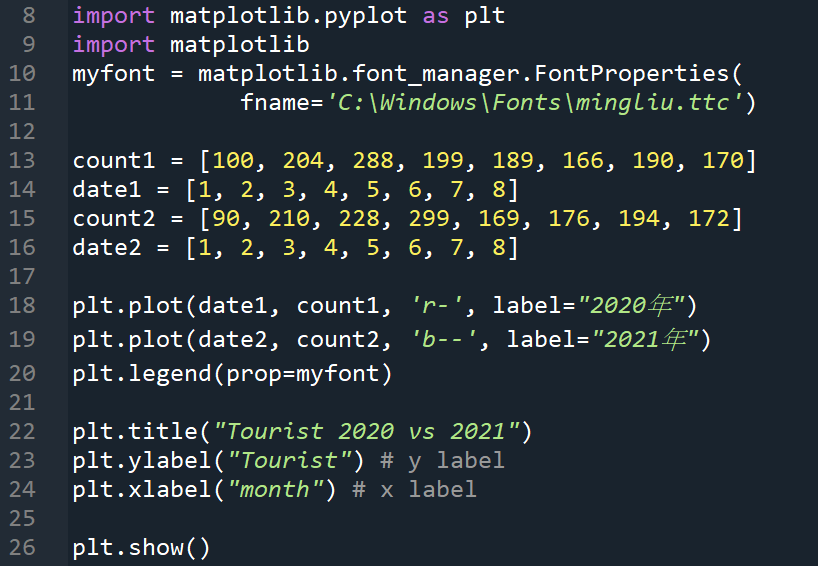 8 import matplotlib.pyplot as plt
9 import matplotlib
10 myfont = matplotlib.font_manager.FontProperties(
11             fname='C:\Windows\Fonts\mingliu.ttc')
12
13 count1 = [100, 204, 288, 199, 189, 166, 190, 170]
14 date1 = [1, 2, 3, 4, 5, 6, 7, 8]
15 count2 = [90, 210, 228, 299, 169, 176, 194, 172]
16 date2 = [1, 2, 3, 4, 5, 6, 7, 8]
17
18 plt.plot(date1, count1, 'r-', label="2020年")
19 plt.plot(date2, count2, 'b--', label="2021年")
20 plt.legend(prop=myfont)
21
22 plt.title("Tourist 2020 vs 2021")
23 plt.ylabel("Tourist") # y label
24 plt.xlabel("month") # x label
25
26 plt.show()